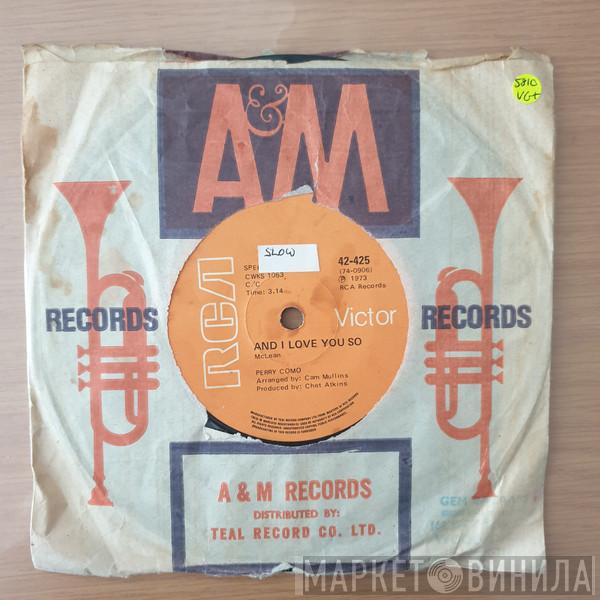 A&M
5810
VG+
SLOW
42-425
SPEE
(74-0906)
CWKS 1063
℗ 1973
C/C
RCA Records
Time: 3.14
RCA Victor
RECORDS
RECORDS
AND I LOVE YOU SO
McLean
PERRY COMO
Arranged by: Cam Mullins
Produced by: Chet Atkins
A & M RECORDS
DISTRIBUTED BY:
TEAL RECORD CO. LTD.
GEM
МАРКЕТ ВИНИЛА